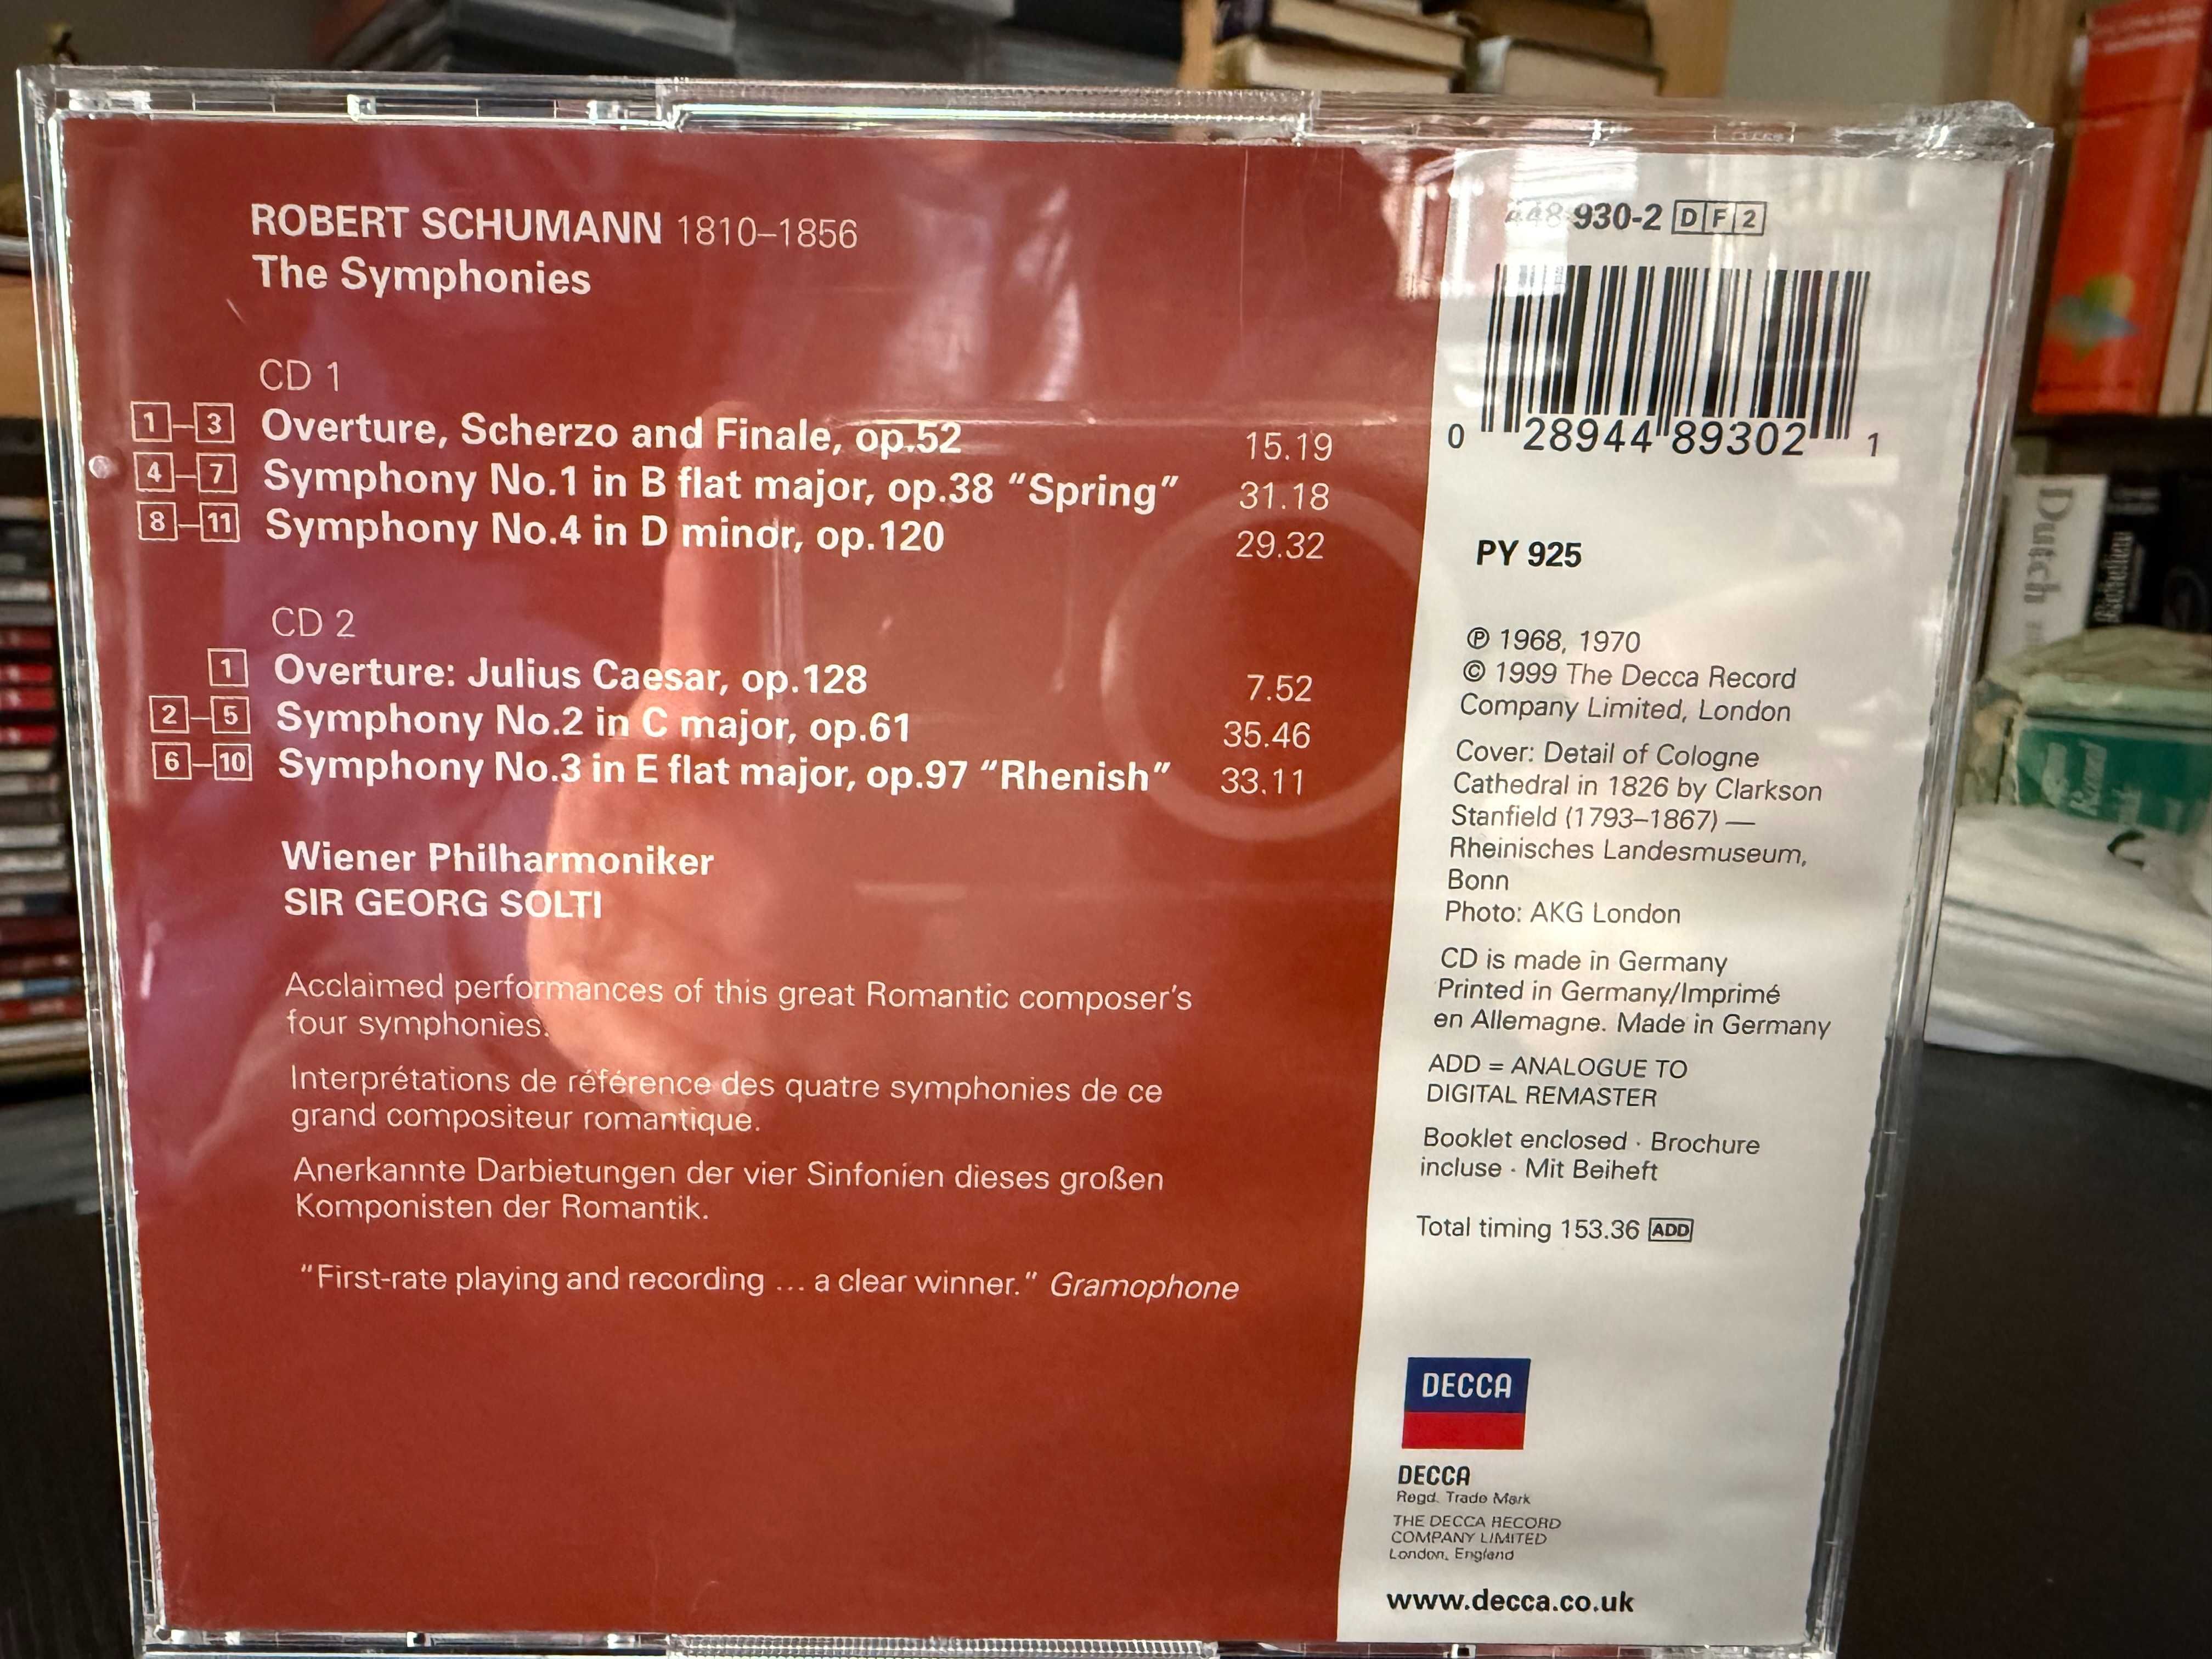 ROBERT SCHUMANN 1810–1856
The Symphonies
CD 1
1–3 Overture, Scherzo and Finale, op.52 15.19
4–7 Symphony No.1 in B flat major, op.38 “Spring” 31.18
8–11 Symphony No.4 in D minor, op.120 29.32
CD 2
1 Overture: Julius Caesar, op.128 7.52
2–5 Symphony No.2 in C major, op.61 35.46
6–10 Symphony No.3 in E flat major, op.97 “Rhenish” 33.11
Wiener Philharmoniker
SIR GEORG SOLTI
Acclaimed performances of this great Romantic composer’s
four symphonies.
Interprétations de référence des quatre symphonies de ce
grand compositeur romantique.
Anerkannte Darbietungen der vier Sinfonien dieses großen
Komponisten der Romantik.
“First-rate playing and recording ... a clear winner.” Gramophone
448 930-2 DF2
0 28944 89302 1
PY 925
℗ 1968, 1970
© 1999 The Decca Record
Company Limited, London
Cover: Detail of Cologne
Cathedral in 1826 by Clarkson
Stanfield (1793–1867) —
Rheinisches Landesmuseum,
Bonn
Photo: AKG London
CD is made in Germany
Printed in Germany/Imprimé
en Allemagne. Made in Germany
ADD = ANALOGUE TO
DIGITAL REMASTER
Booklet enclosed · Brochure
incluse · Mit Beiheft
Total timing 153.36 ADD
DECCA
DECCA
Regd. Trade Mark
THE DECCA RECORD
COMPANY LIMITED
London, England
www.decca.co.uk
Dutch